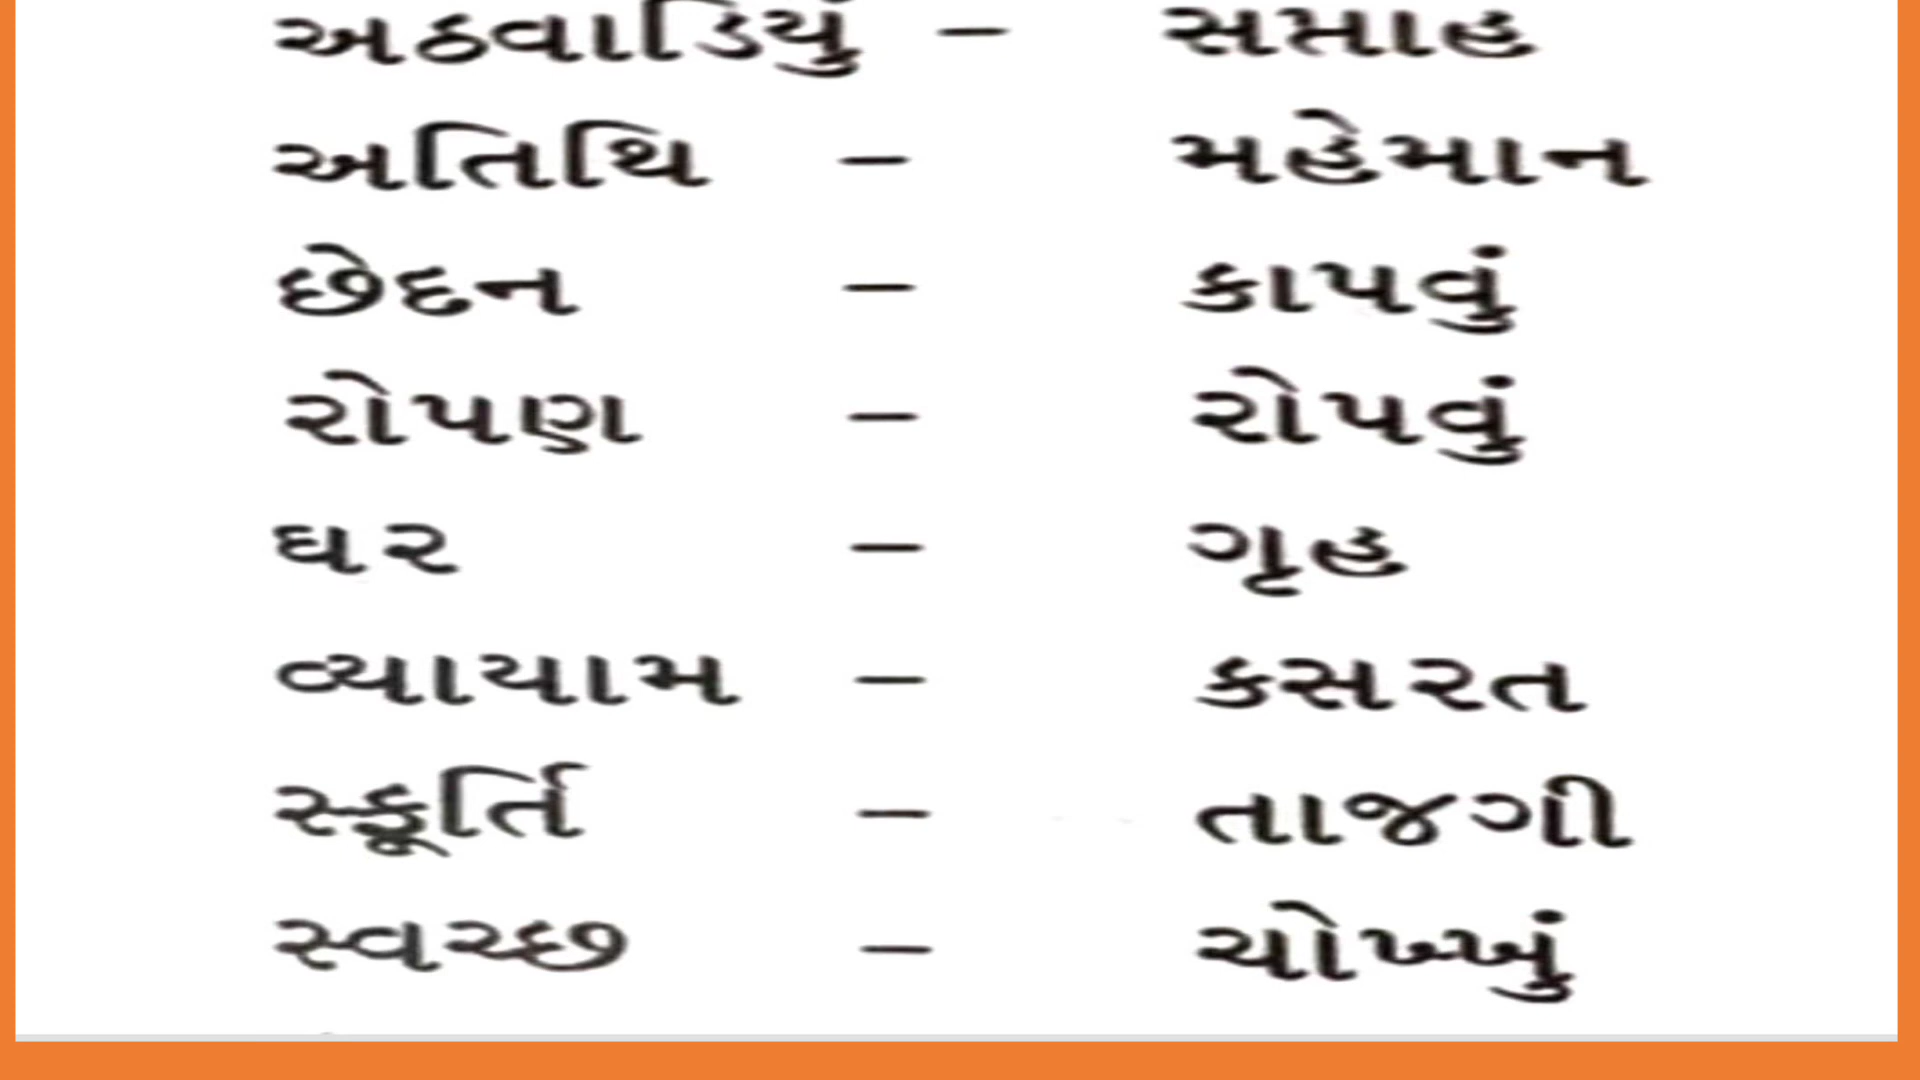 અઠવાડિયું – સપ્તાહ
અતિથિ – મહેમાન
છેદન – કાપવું
રોપણ – રોપવું
ઘર – ગૃહ
વ્યાયામ – કસરત
સ્ફૂર્તિ – તાજગી
સ્વચ્છ – ચોખ્ખું